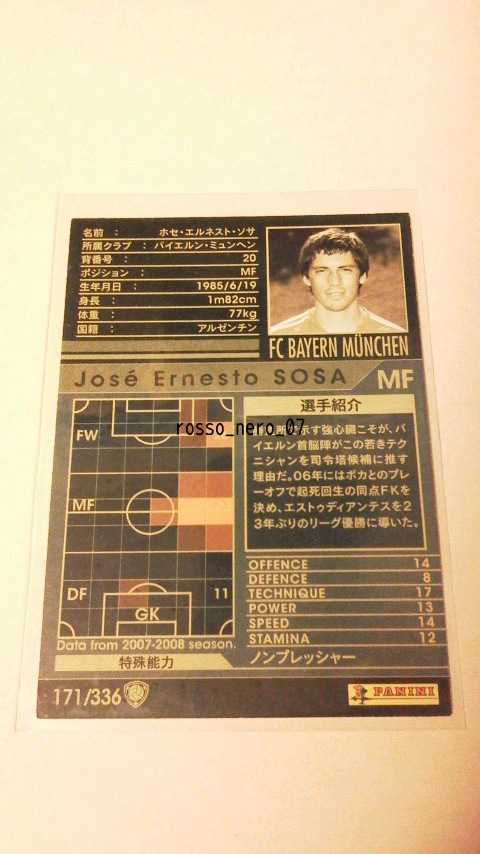 名前 : ホセ・エルネスト・ソサ
所属クラブ : バイエルン・ミュンヘン
背番号 : 20
ポジション : MF
生年月日 : 1985/6/19
身長 : 1m82cm
体重 : 77kg
国籍 : アルゼンチン
FC BAYERN MÜNCHEN
José Ernesto SOSA MF
選手紹介
所で示す強心臓こそが、バ
イエルン首脳陣がこの若きテク
ニシャンを司令塔候補に推す
理由だ。06年にはボカとのプレ
ーオフで起死回生の同点FKを
決め、エストゥディアンテスを2
3年ぶりのリーグ優勝に導いた。
rosso_nero_07
FW
MF
DF 11
GK
Data from 2007-2008 season.
OFFENCE 14
DEFENCE 8
TECHNIQUE 17
POWER 13
SPEED 14
STAMINA 12
特殊能力 ノンプレッシャー
171/336
PANINI